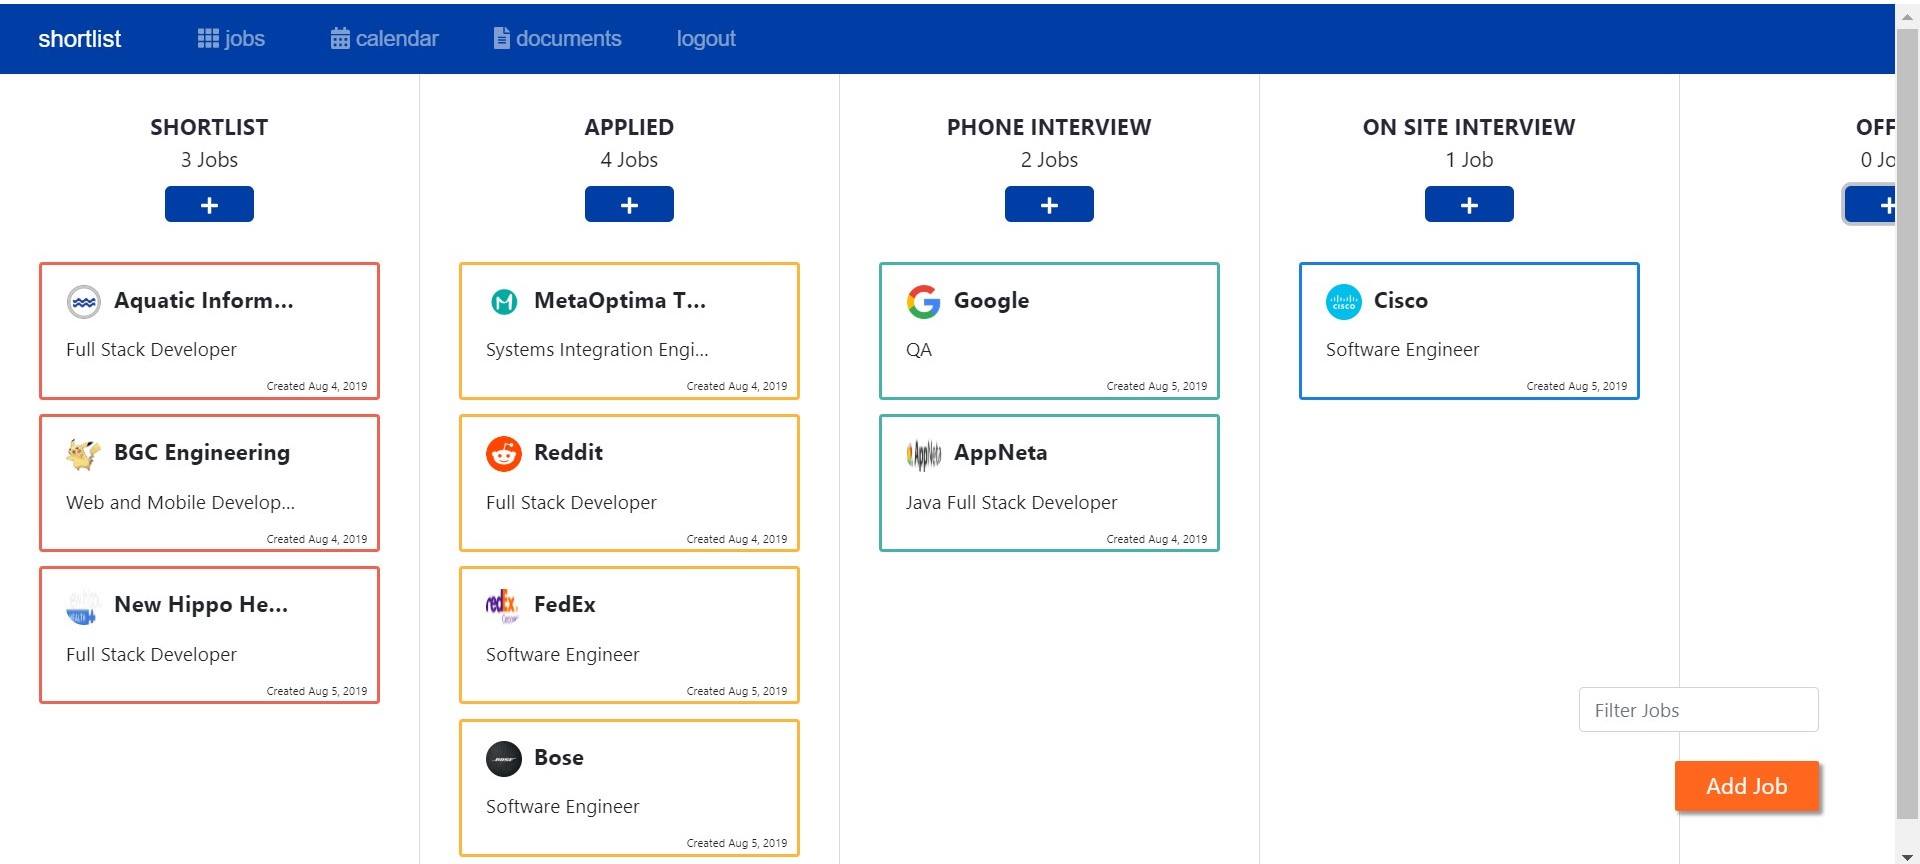 shortlist jobs calendar documents logout
SHORTLIST
3 Jobs
+
Aquatic Inform...
Full Stack Developer
Created Aug 4, 2019
BGC Engineering
Web and Mobile Develop...
Created Aug 4, 2019
New Hippo He...
Full Stack Developer
Created Aug 5, 2019
APPLIED
4 Jobs
+
MetaOptima T...
Systems Integration Engi...
Created Aug 4, 2019
Reddit
Full Stack Developer
Created Aug 4, 2019
FedEx
Software Engineer
Created Aug 5, 2019
BOSE
Bose
Software Engineer
Created Aug 5, 2019
PHONE INTERVIEW
2 Jobs
+
Google
QA
Created Aug 5, 2019
AppNeta
AppNeta
Java Full Stack Developer
Created Aug 4, 2019
ON SITE INTERVIEW
1 Job
+
CISCO
Cisco
Software Engineer
Created Aug 5, 2019
OFF
0 Jo
+
Filter Jobs
Add Job